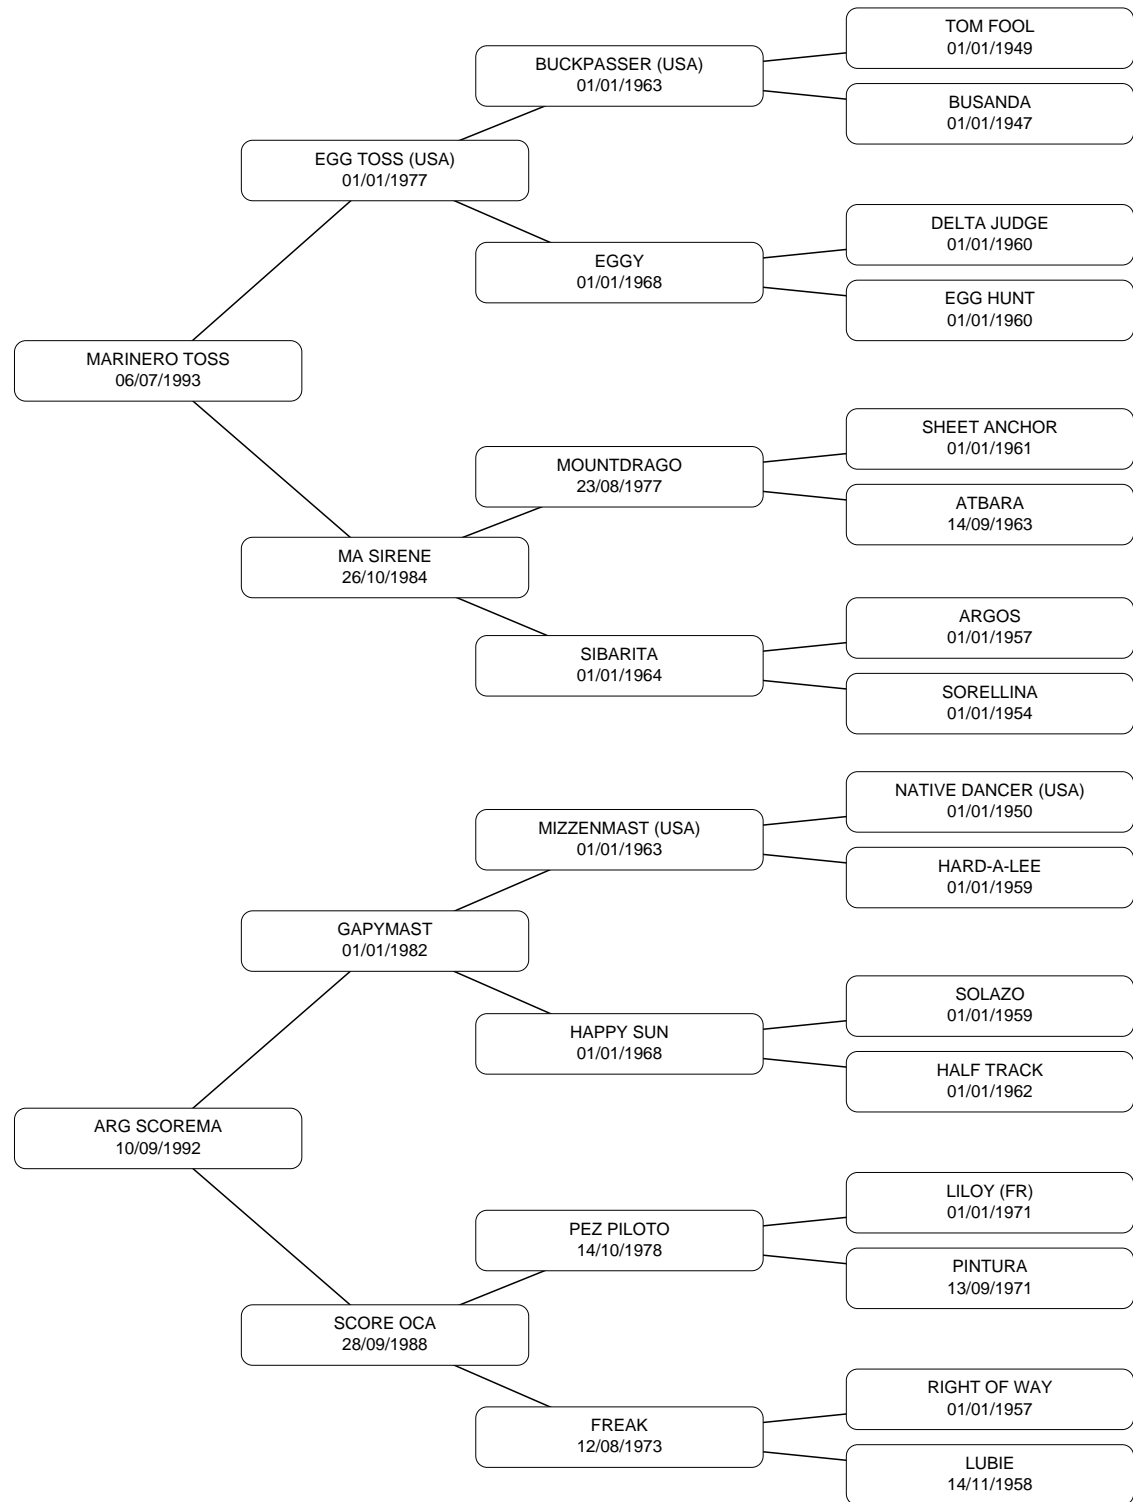 TOM FOOL
01/01/1949
BUCKPASSER (USA)
01/01/1963
BUSANDA
01/01/1947
EGG TOSS (USA)
01/01/1977
DELTA JUDGE
01/01/1960
EGGY
01/01/1968
EGG HUNT
01/01/1960
MARINERO TOSS
06/07/1993
SHEET ANCHOR
01/01/1961
MOUNTDRAGO
23/08/1977
ATBARA
14/09/1963
MA SIRENE
26/10/1984
ARGOS
01/01/1957
SIBARITA
01/01/1964
SORELLINA
01/01/1954
NATIVE DANCER (USA)
01/01/1950
MIZZENMAST (USA)
01/01/1963
HARD-A-LEE
01/01/1959
GAPYMAST
01/01/1982
SOLAZO
01/01/1959
HAPPY SUN
01/01/1968
HALF TRACK
01/01/1962
ARG SCOREMA
10/09/1992
LILOY (FR)
01/01/1971
PEZ PILOTO
14/10/1978
PINTURA
13/09/1971
SCORE OCA
28/09/1988
RIGHT OF WAY
01/01/1957
FREAK
12/08/1973
LUBIE
14/11/1958